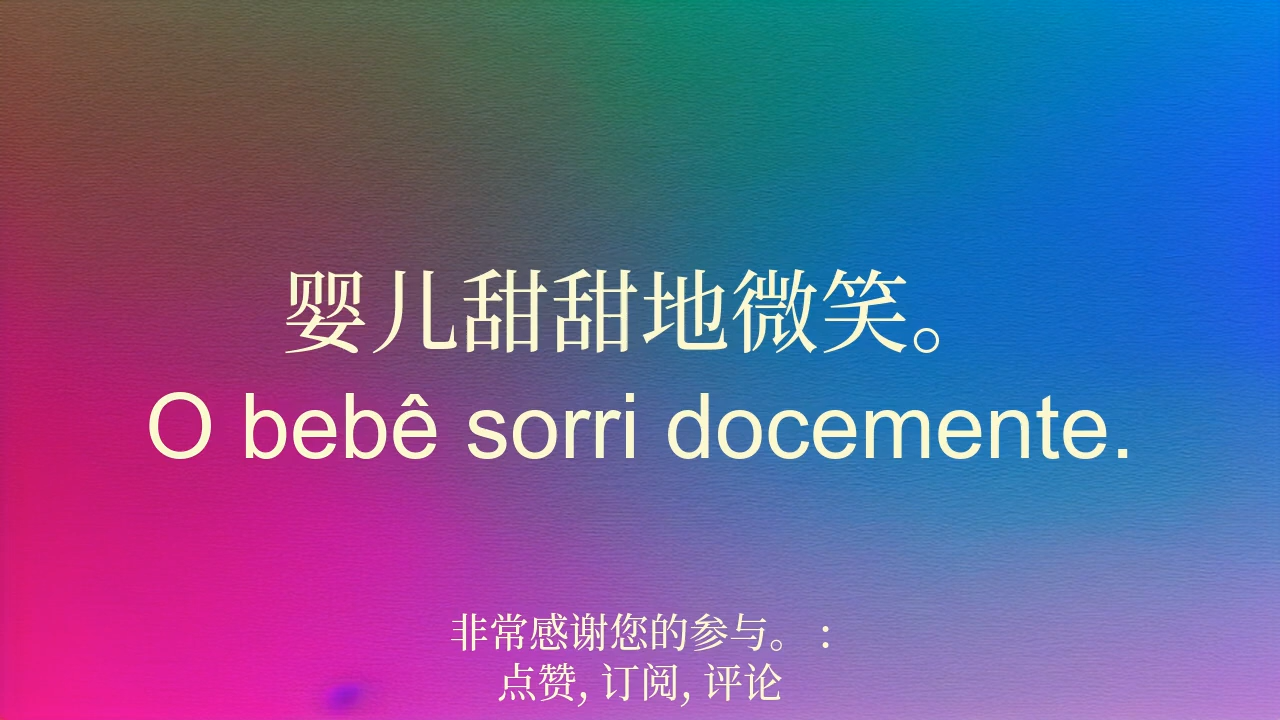 婴儿甜甜地微笑。
O bebê sorri docemente.
非常感谢您的参与。 :
点赞, 订阅, 评论